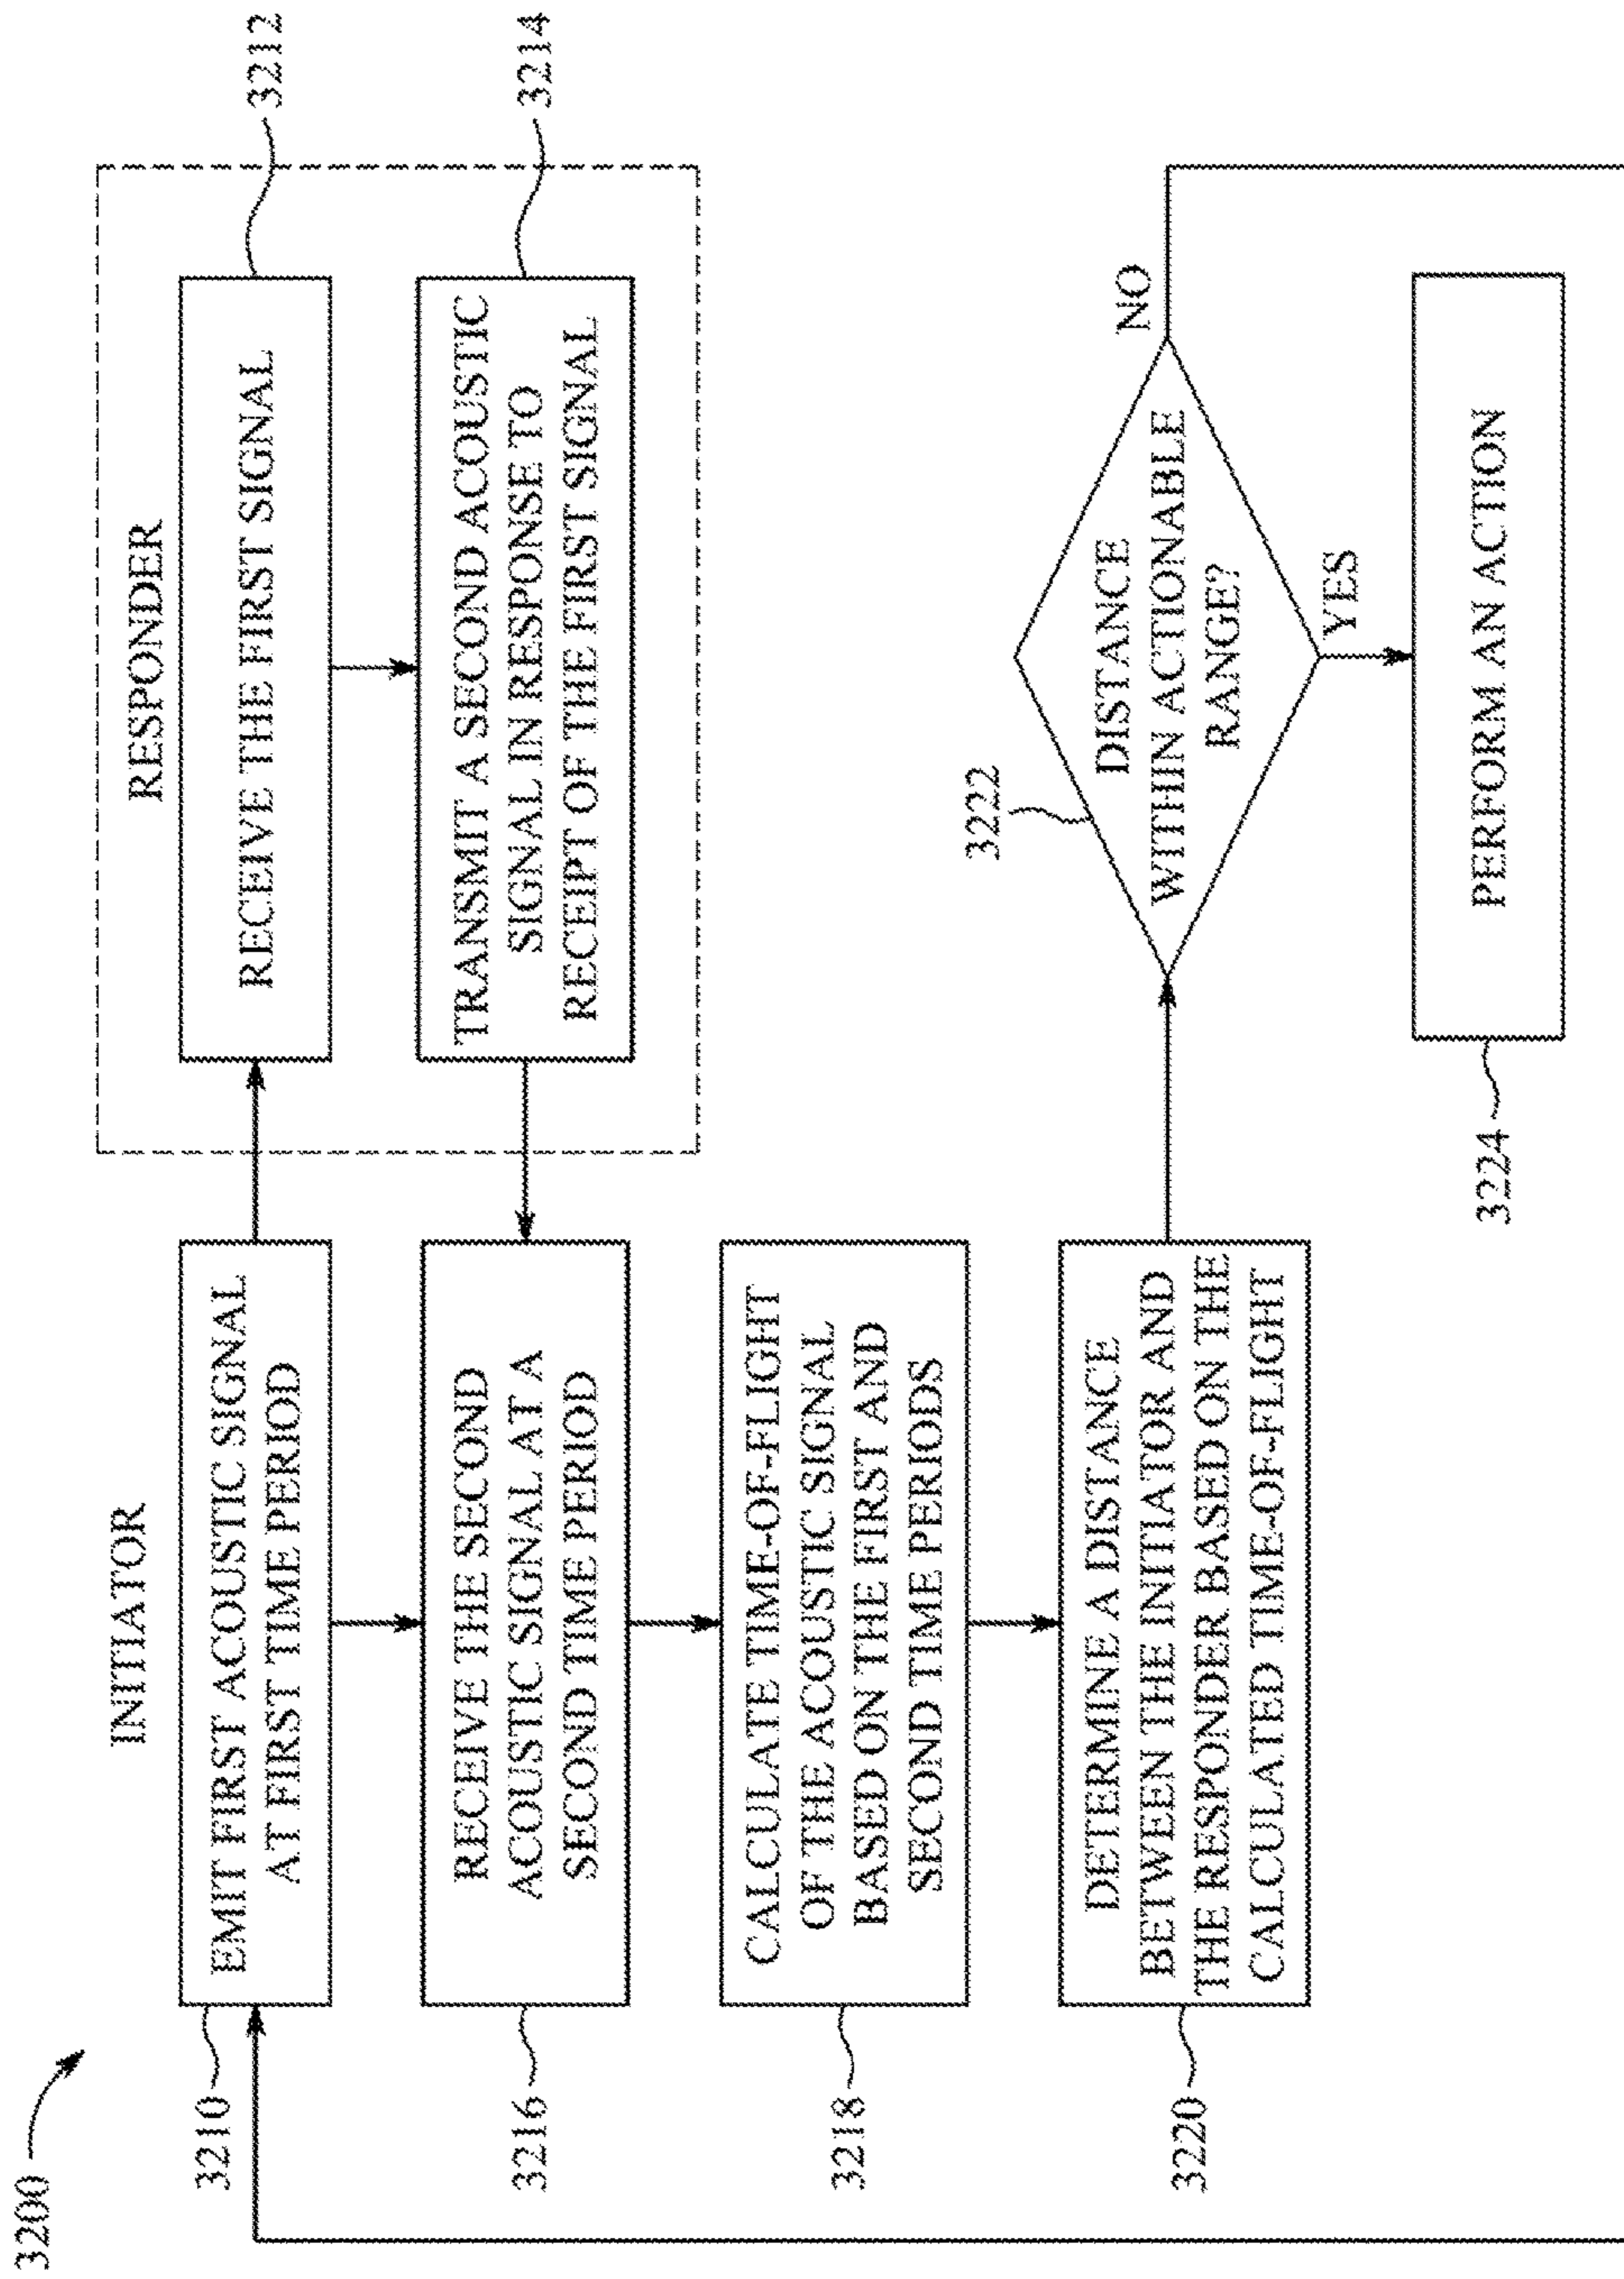 3200
INITIATOR
3210
EMIT FIRST ACOUSTIC SIGNAL
AT FIRST TIME PERIOD
RESPONDER
RECEIVE THE FIRST SIGNAL
3212
TRANSMIT A SECOND ACOUSTIC
SIGNAL IN RESPONSE TO
RECEIPT OF THE FIRST SIGNAL
3214
3216
RECEIVE THE SECOND
ACOUSTIC SIGNAL AT A
SECOND TIME PERIOD
3218
CALCULATE TIME-OF-FLIGHT
OF THE ACOUSTIC SIGNAL
BASED ON THE FIRST AND
SECOND TIME PERIODS
3220
DETERMINE A DISTANCE
BETWEEN THE INITIATOR AND
THE RESPONDER BASED ON THE
CALCULATED TIME-OF-FLIGHT
3222
DISTANCE
WITHIN ACTIONABLE
RANGE?
NO
YES
3224
PERFORM AN ACTION